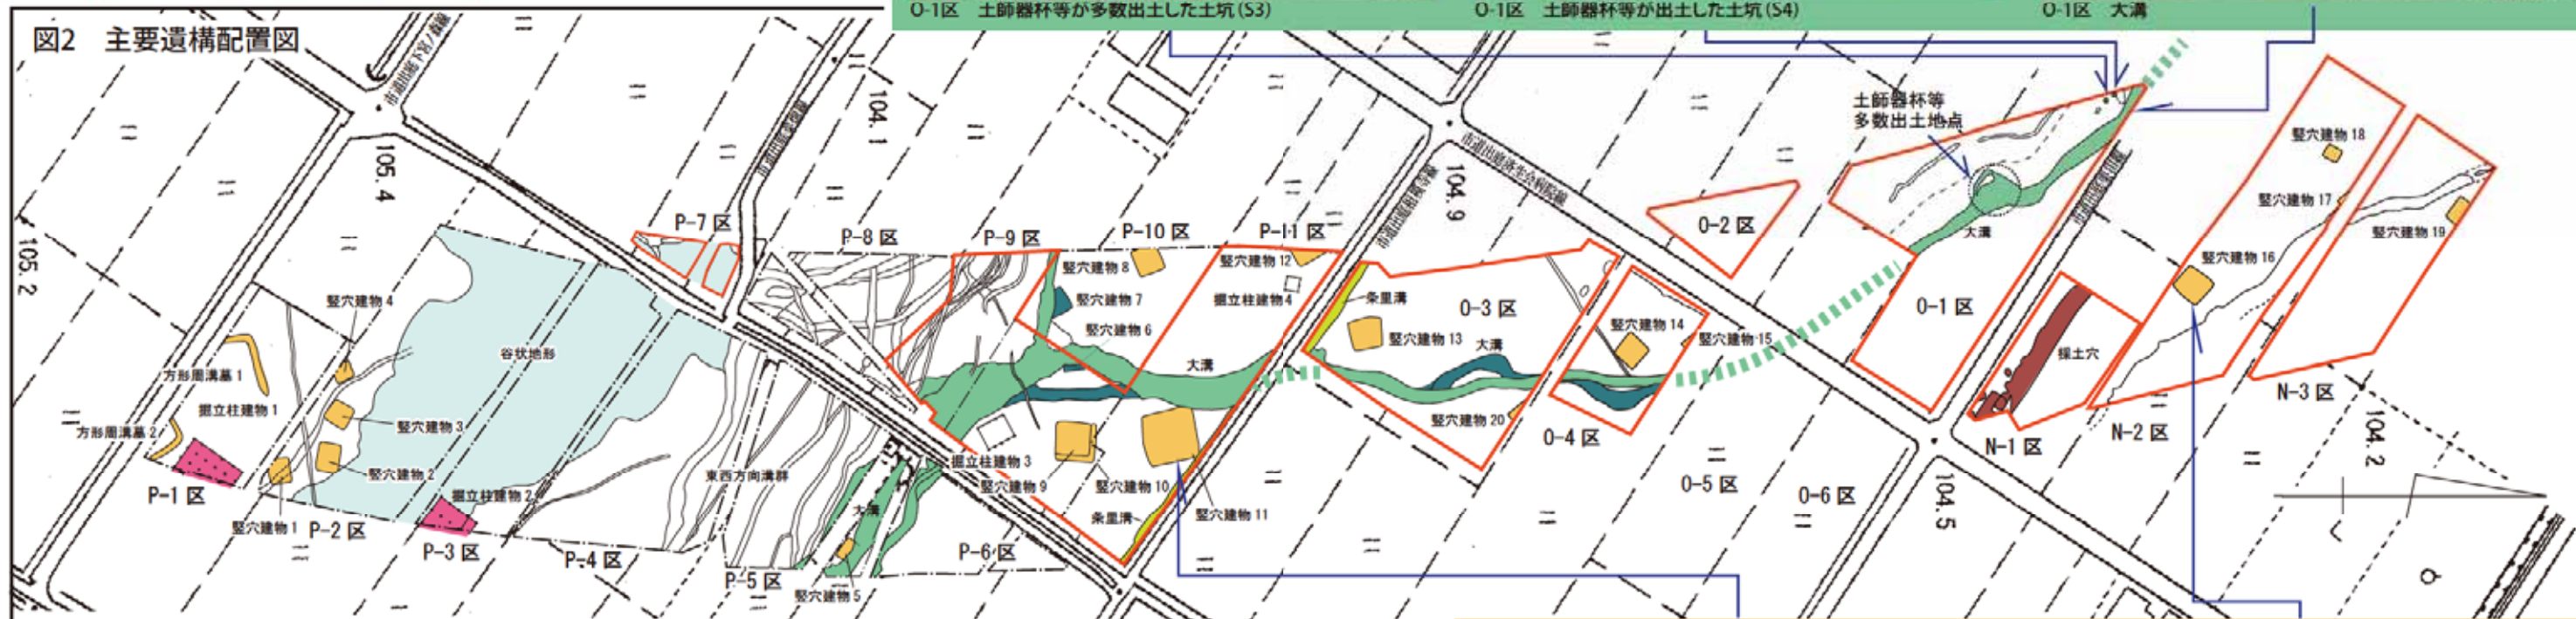 O-1区　土師器杯等が多数出土した土坑(S3)
O-1区　土師器杯等が出土した土坑(S4)
O-1区　大溝
図2　主要遺構配置図
105.4
104.1
105.2
104.9
104.5
104.2
土師器杯等
多数出土地点
大溝
P-7区
P-8区
P-9区
P-10区
P-11区
O-2区
O-3区
O-1区
竪穴建物 18
竪穴建物 17
竪穴建物 19
竪穴建物 16
竪穴建物 8
竪穴建物 7
竪穴建物 6
竪穴建物 12
掘立柱建物 4
条里溝
竪穴建物 13
大溝
大溝
竪穴建物 14
竪穴建物 15
竪穴建物 20
採土穴
竪穴建物 4
谷状地形
方形周溝墓 1
掘立柱建物 1
方形周溝墓 2
竪穴建物 3
竪穴建物 2
竪穴建物 1
掘立柱建物 2
東西方向溝群
大溝
竪穴建物 5
掘立柱建物 3
竪穴建物 9
竪穴建物 10
竪穴建物 11
条里溝
P-1区
P-2区
P-3区
P-4区
P-5区
P-6区
O-4区
O-5区
O-6区
N-1区
N-2区
N-3区